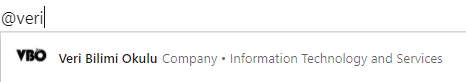 @veri
VBO Veri Bilimi Okulu Company • Information Technology and Services